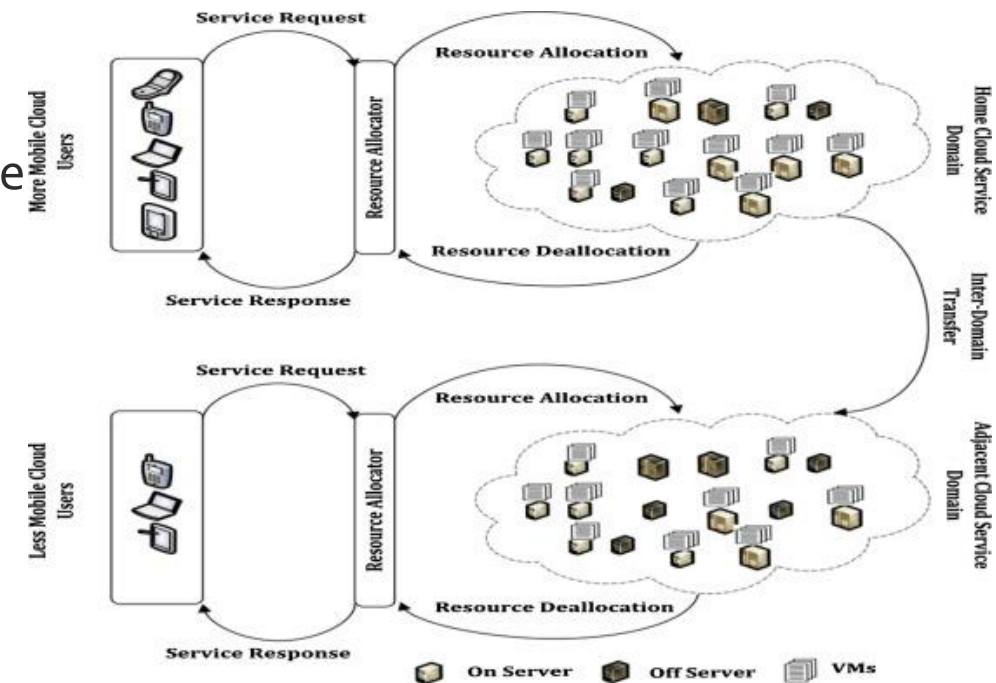 Service Request
Resource Allocation
e
More Mobile Cloud
Users
Resource Allocator
Home Cloud Service
Domain
Resource Deallocation
Service Response
Inter-Domain
Transfer
Service Request
Resource Allocation
Less Mobile Cloud
Users
Resource Allocator
Adjacent Cloud Service
Domain
Resource Deallocation
Service Response
On Server
Off Server
VMs